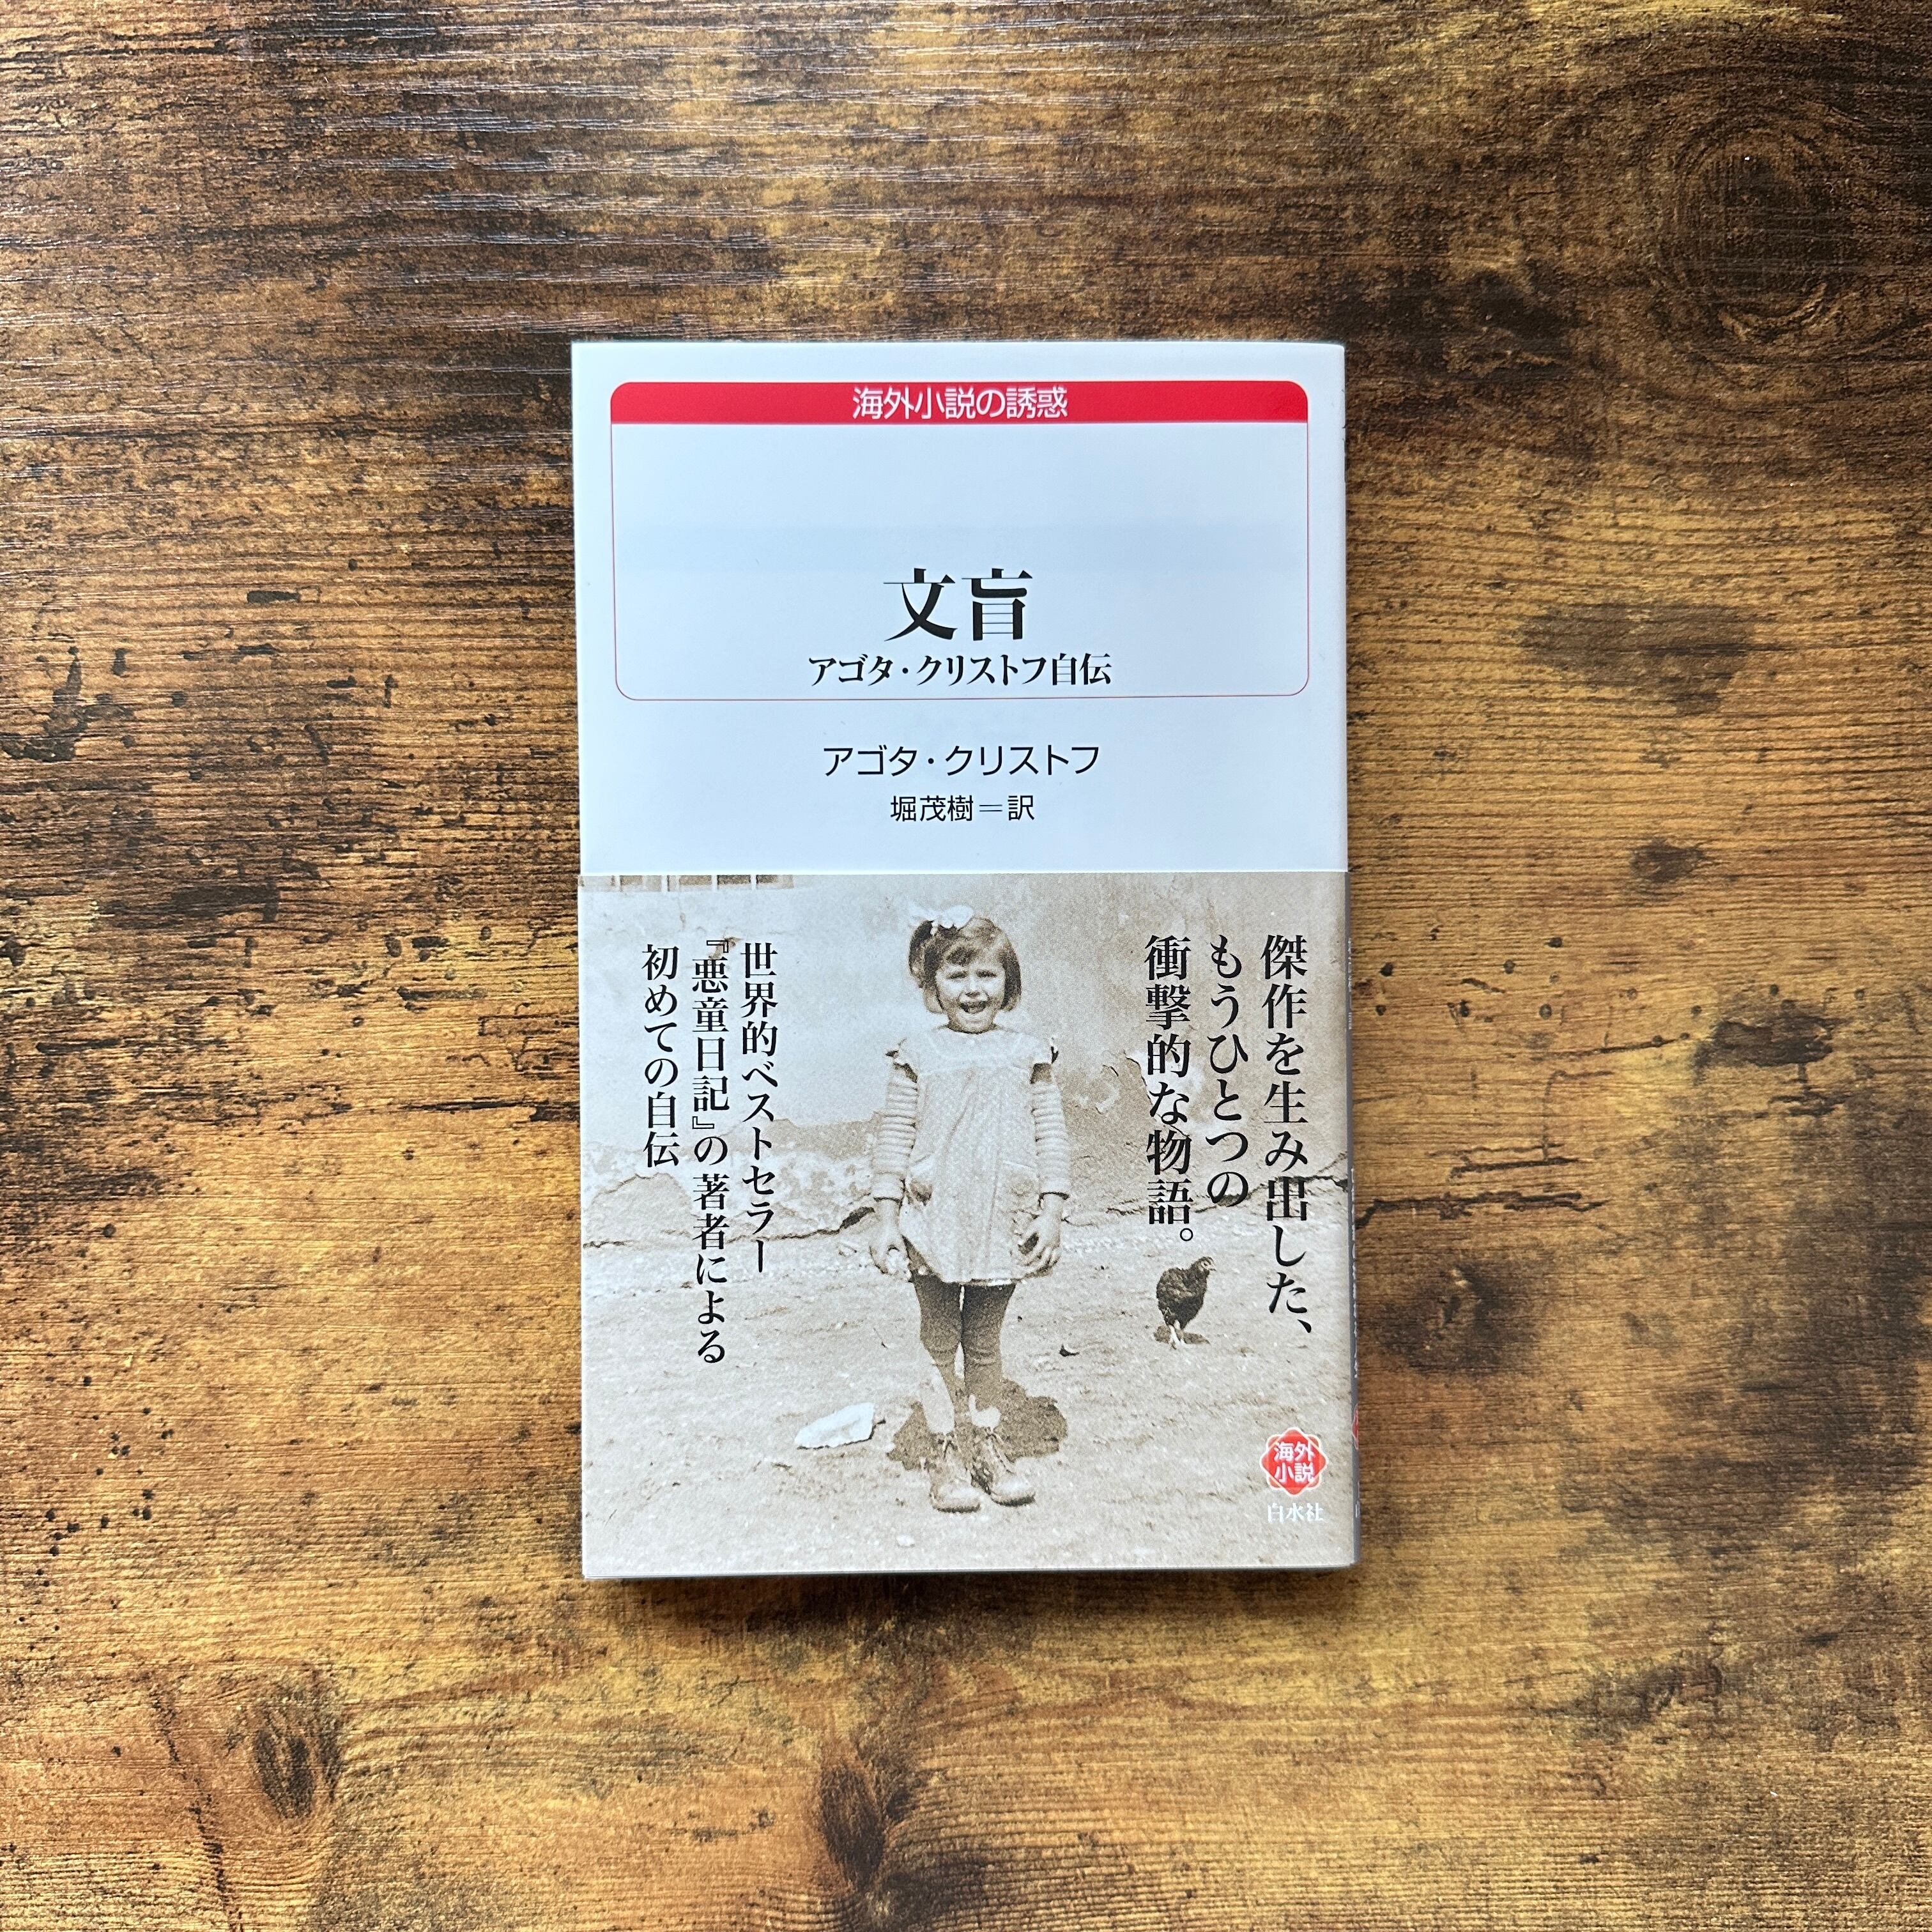 海外小説の誘惑
文盲
アゴタ・クリストフ自伝
アゴタ・クリストフ
堀茂樹＝訳
傑作を生み出した、
もうひとつの
衝撃的な物語。
世界的ベストセラー
『悪童日記』の著者による
初めての自伝
海外
小説
白水社